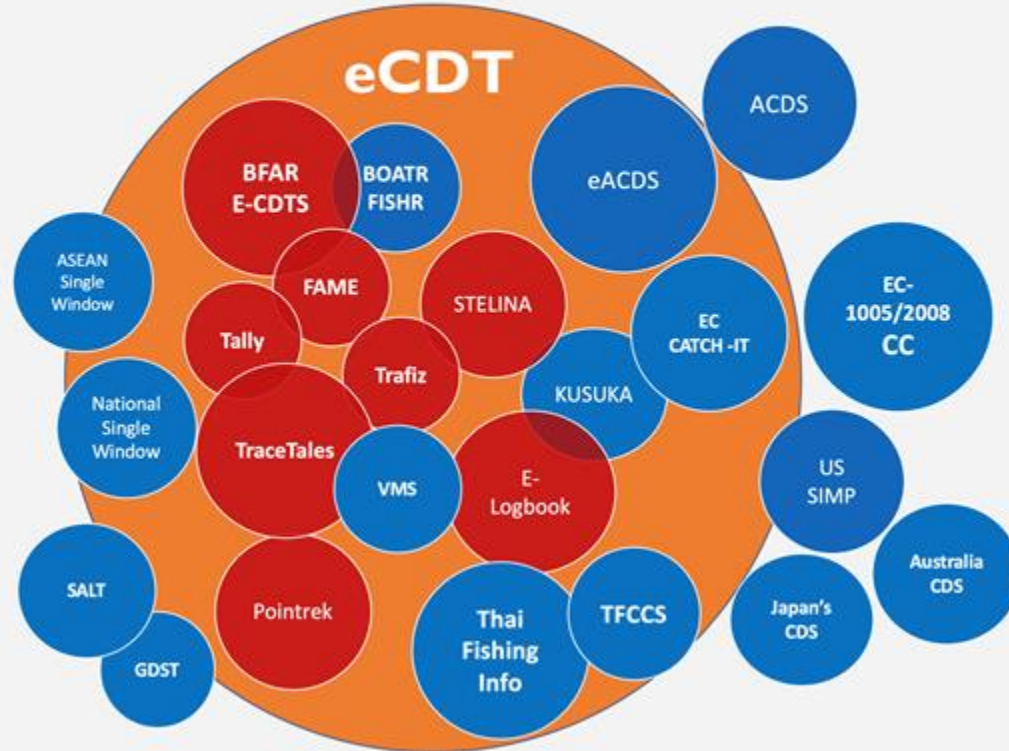 eCDT
ACDS
BFAR
E-CDTS
BOATR
FISHR
eACDS
ASEAN
Single
Window
FAME
STELINA
EC-
1005/2008
CC
Tally
Trafiz
EC
CATCH -IT
KUSUKA
National
Single
Window
TraceTales
VMS
E-
Logbook
US
SIMP
SALT
Pointrek
Thai
Fishing
Info
TFCCS
Japan's
CDS
Australia
CDS
GDST